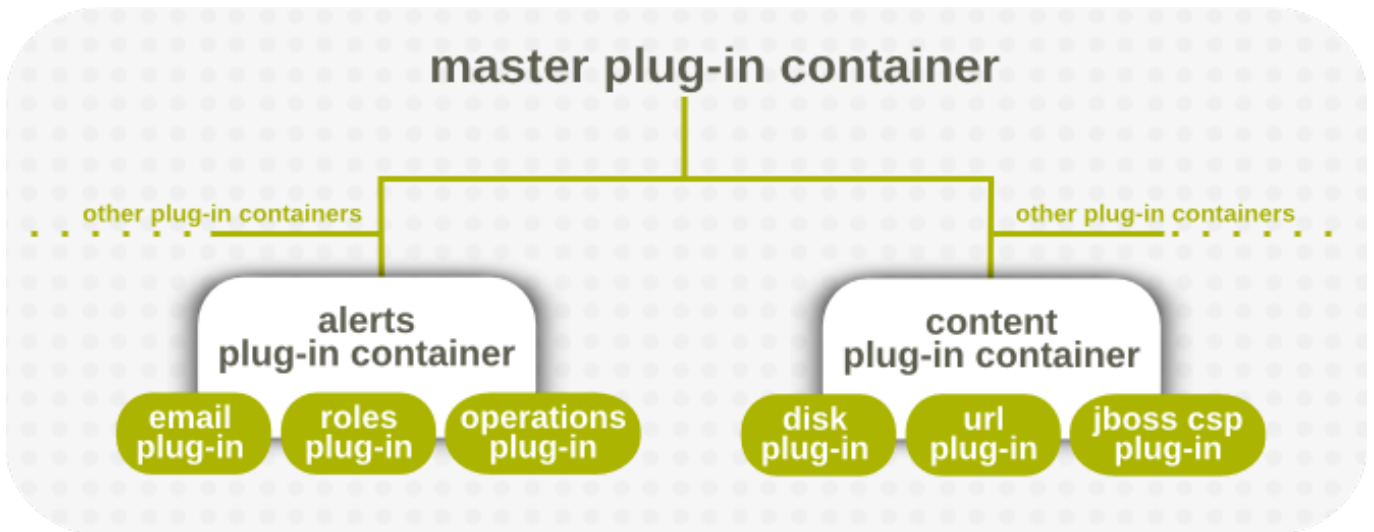 master plug-in container
other plug-in containers
other plug-in containers
alerts
plug-in container
content
plug-in container
email
plug-in
roles
plug-in
operations
plug-in
disk
plug-in
url
plug-in
jboss csp
plug-in